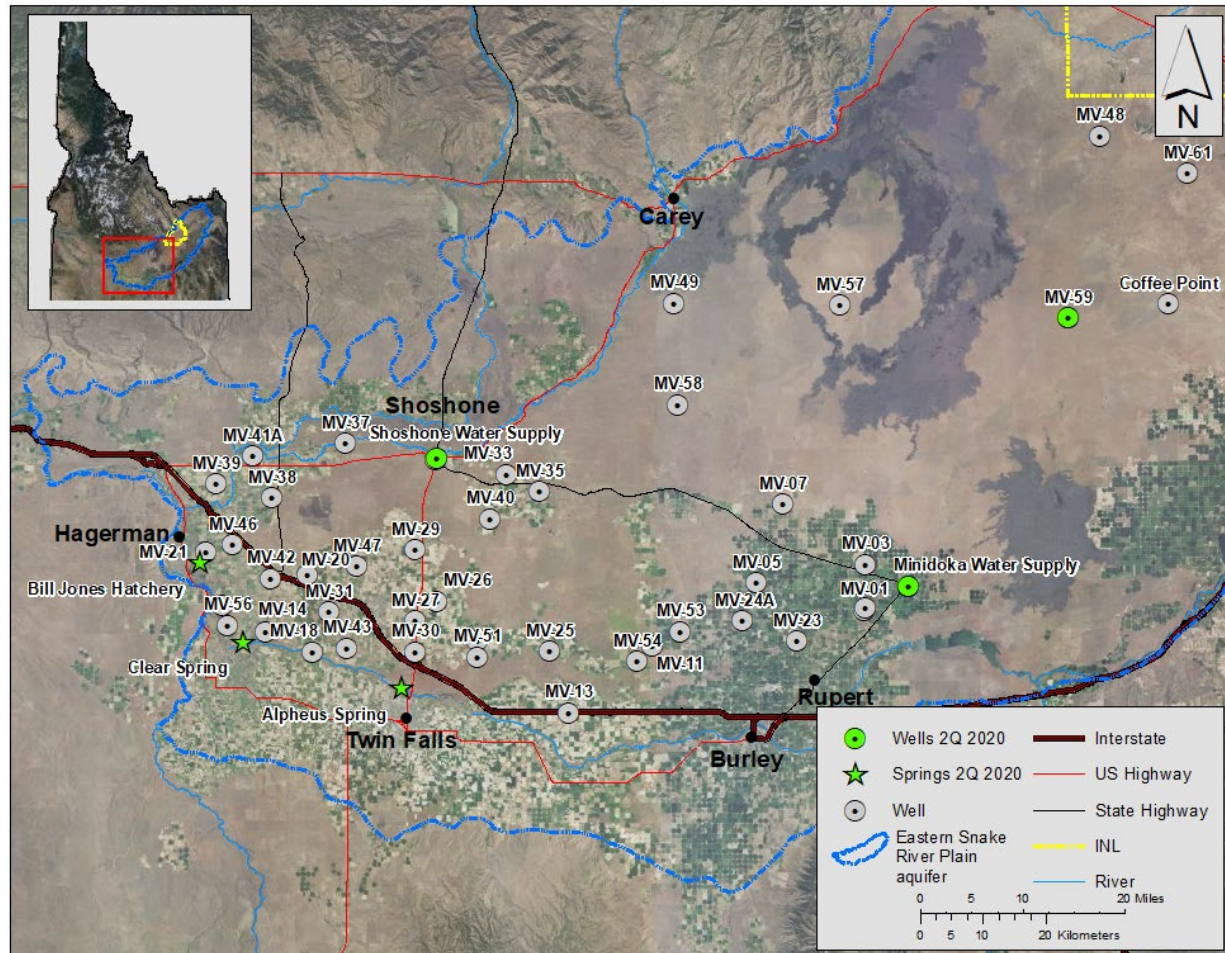 N
MV-48
MV-61
Carey
MV-49
MV-57
MV-59
Coffee Point
MV-58
Shoshone
Shoshone Water Supply
MV-37
MV-41A
MV-33
MV-39
MV-38
MV-35
MV-40
MV-07
Hagerman
MV-46
MV-29
MV-21
MV-42
MV-20
MV-47
MV-05
MV-03
Minidoka Water Supply
Bill Jones Hatchery
MV-26
MV-56
MV-14
MV-31
MV-27
MV-01
MV-53
MV-24A
MV-23
MV-18
MV-43
MV-30
MV-51
MV-25
MV-54
MV-11
Clear Spring
Rupert
Alpheus Spring
MV-13
Twin Falls
Burley
Wells 2Q 2020
Interstate
Springs 2Q 2020
US Highway
Well
State Highway
Eastern Snake
River Plain
aquifer
INL
River
0 5 10 20 Miles
0 5 10 20 Kilometers